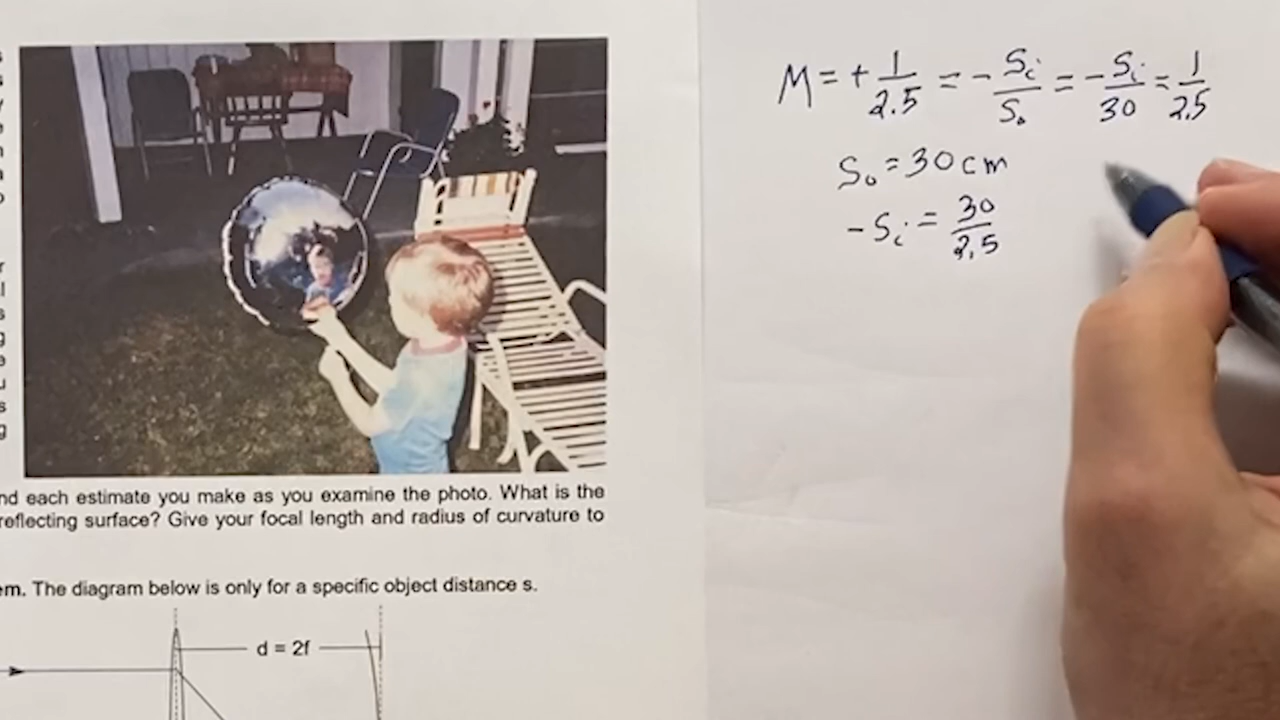 M = + 1/2.5 = - Si/So = - Si/30 = 1/2.5
So = 30 cm
- Si = 30/2.5
each estimate you make as you examine the photo. What is the
reflecting surface? Give your focal length and radius of curvature to
The diagram below is only for a specific object distance s.
d = 2f